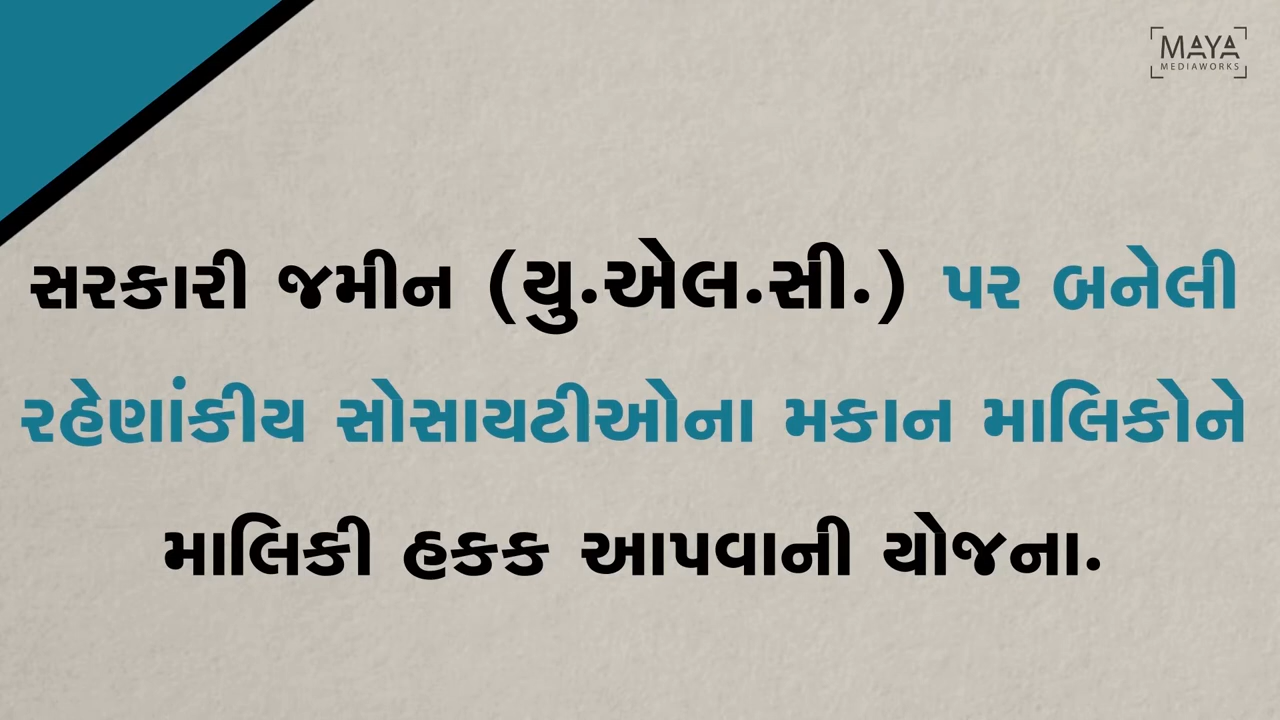 MAYA
MEDIAWORKS
સરકારી જમીન (યુ.એલ.સી.) પર બનેલી
રહેણાંકીય સોસાયટીઓના મકાન માલિકોને
માલિકી હકક આપવાની યોજના.